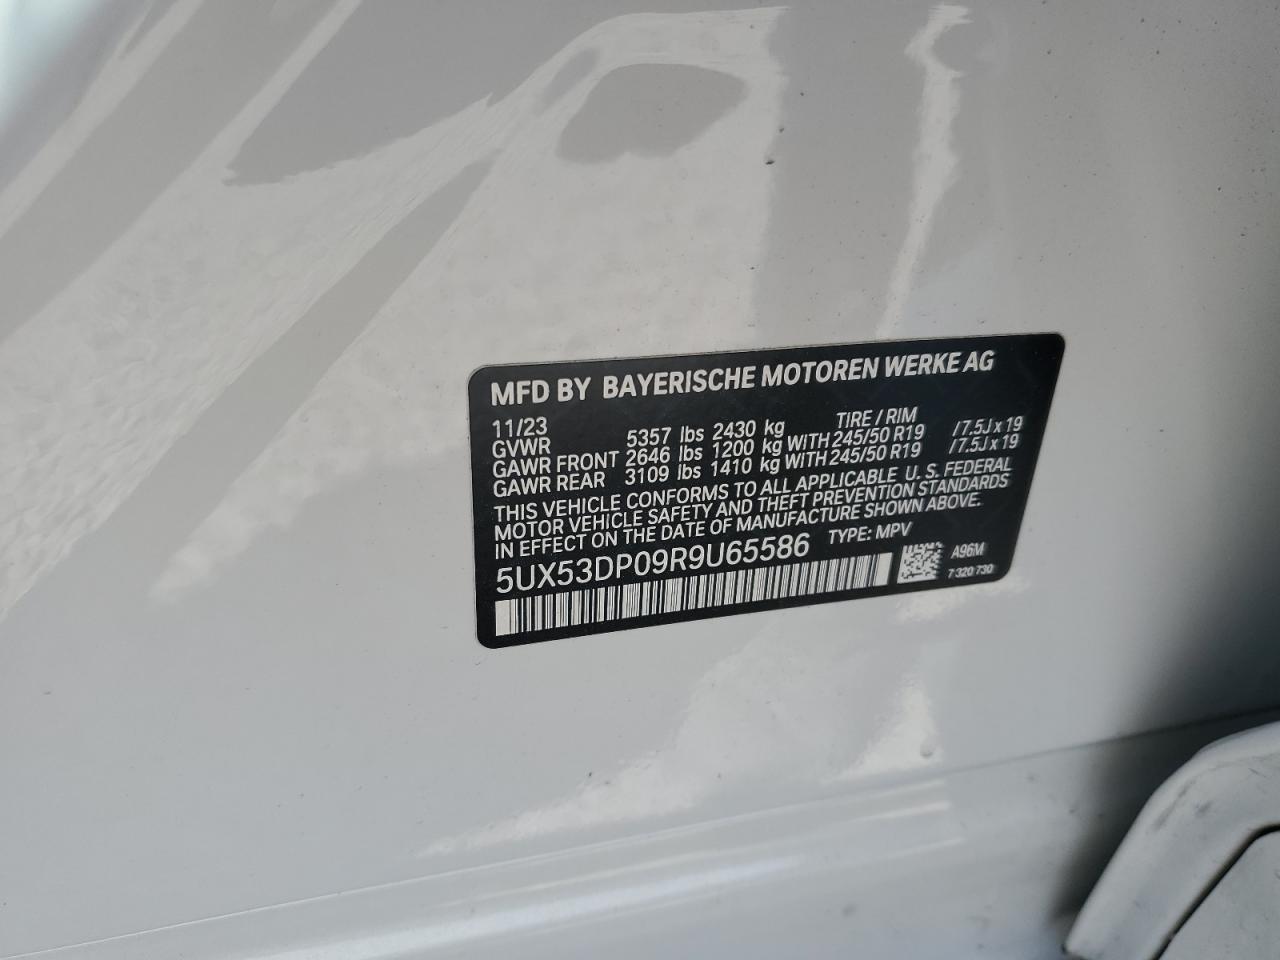 MFD BY BAYERISCHE MOTOREN WERKE AG
11/23 TIRE / RIM
GVWR 5357 lbs 2430 kg
GAWR FRONT 2646 lbs 1200 kg WITH 245/50 R19 /7.5J x 19
GAWR REAR 3109 lbs 1410 kg WITH 245/50 R19 /7.5J x 19
THIS VEHICLE CONFORMS TO ALL APPLICABLE U. S. FEDERAL
MOTOR VEHICLE SAFETY AND THEFT PREVENTION STANDARDS
IN EFFECT ON THE DATE OF MANUFACTURE SHOWN ABOVE.
5UX53DP09R9U65586 TYPE: MPV
A96M
7 320 730